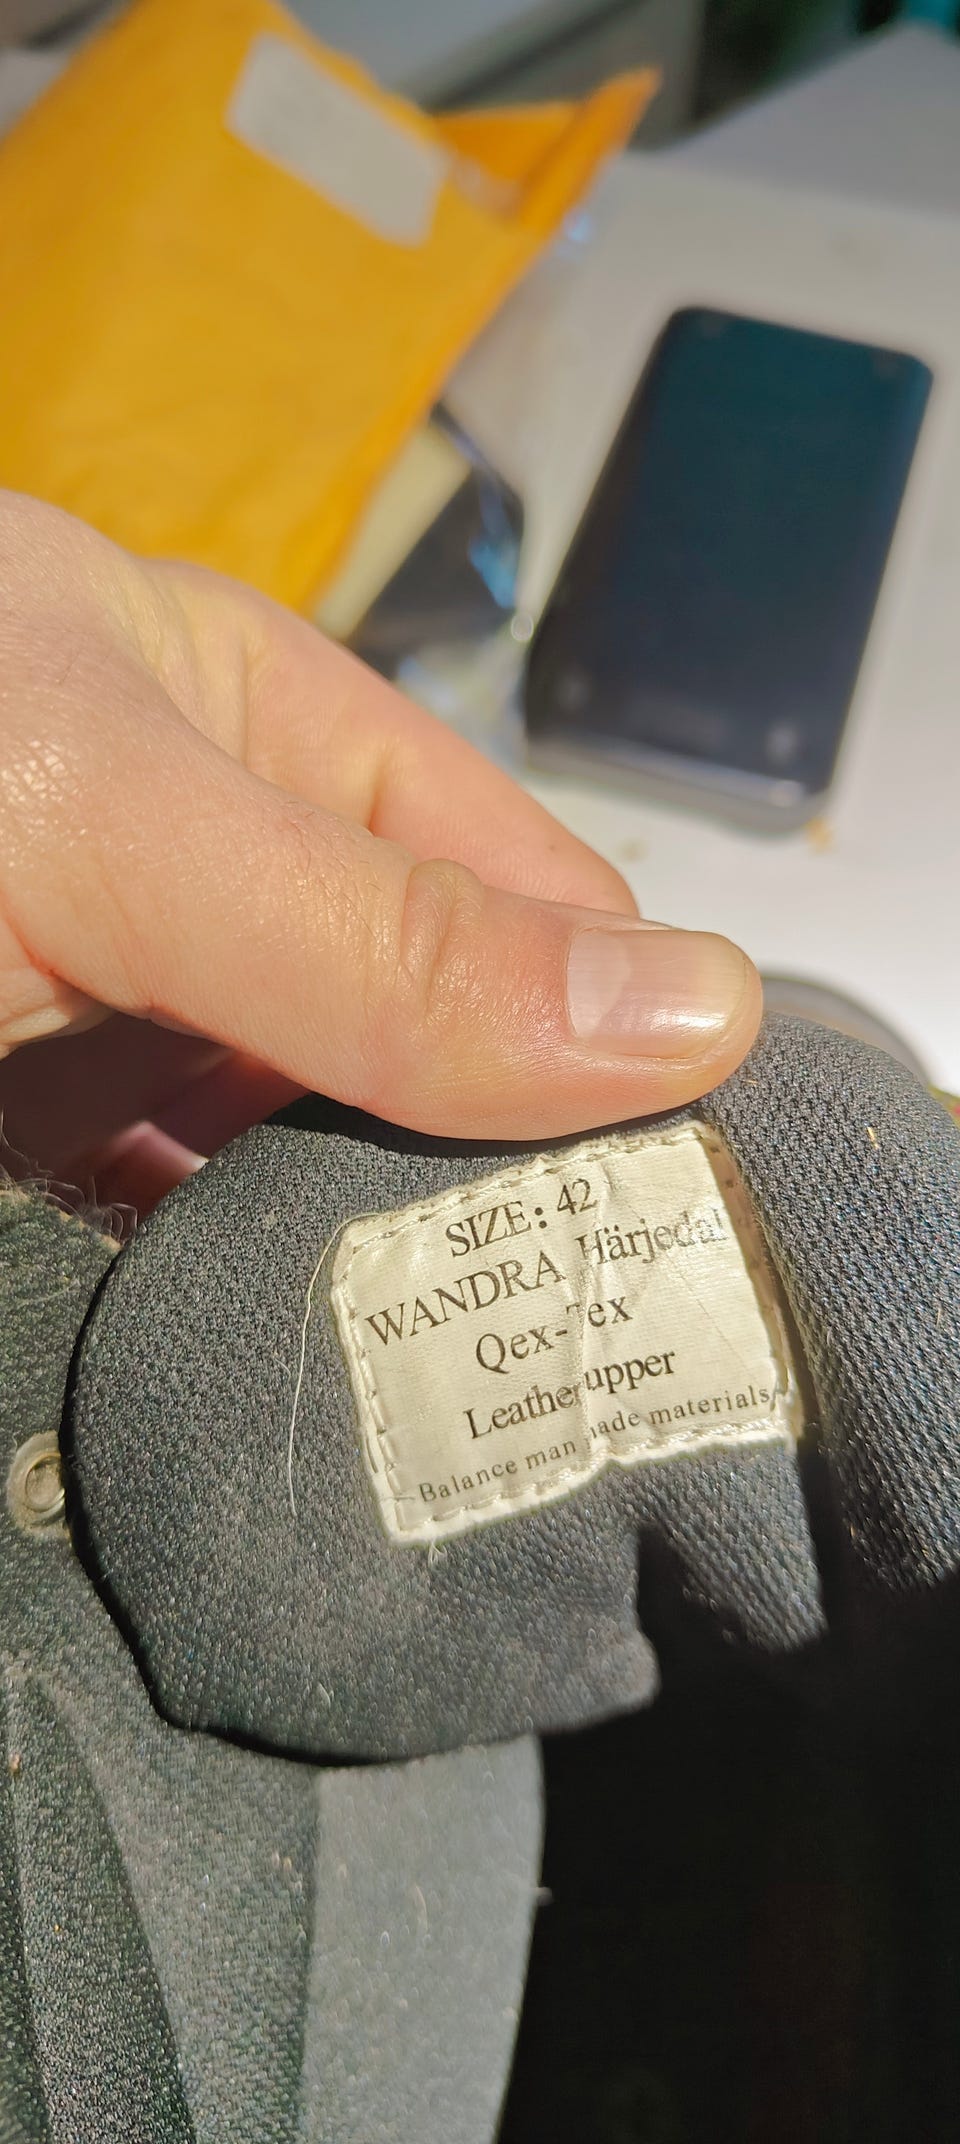 SIZE: 42
WANDRA Härjedal
Qex-Tex
Leather upper
Balance man made materials